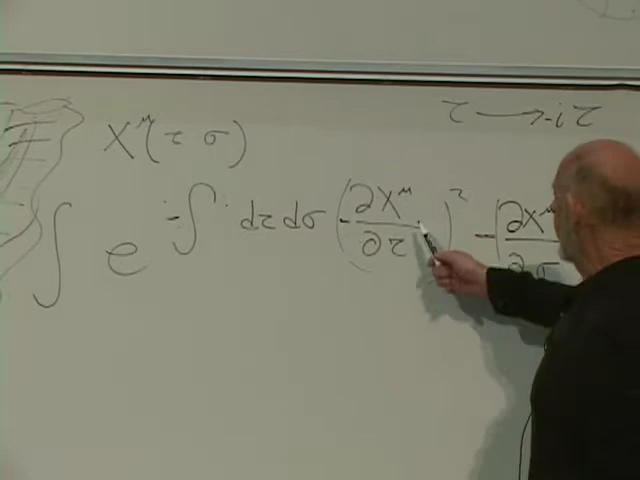 τ → -iτ
X^μ(τ σ)
∫ e^{-∫ dτ dσ (-∂X^μ/∂τ)^2 - (∂X^μ/∂σ